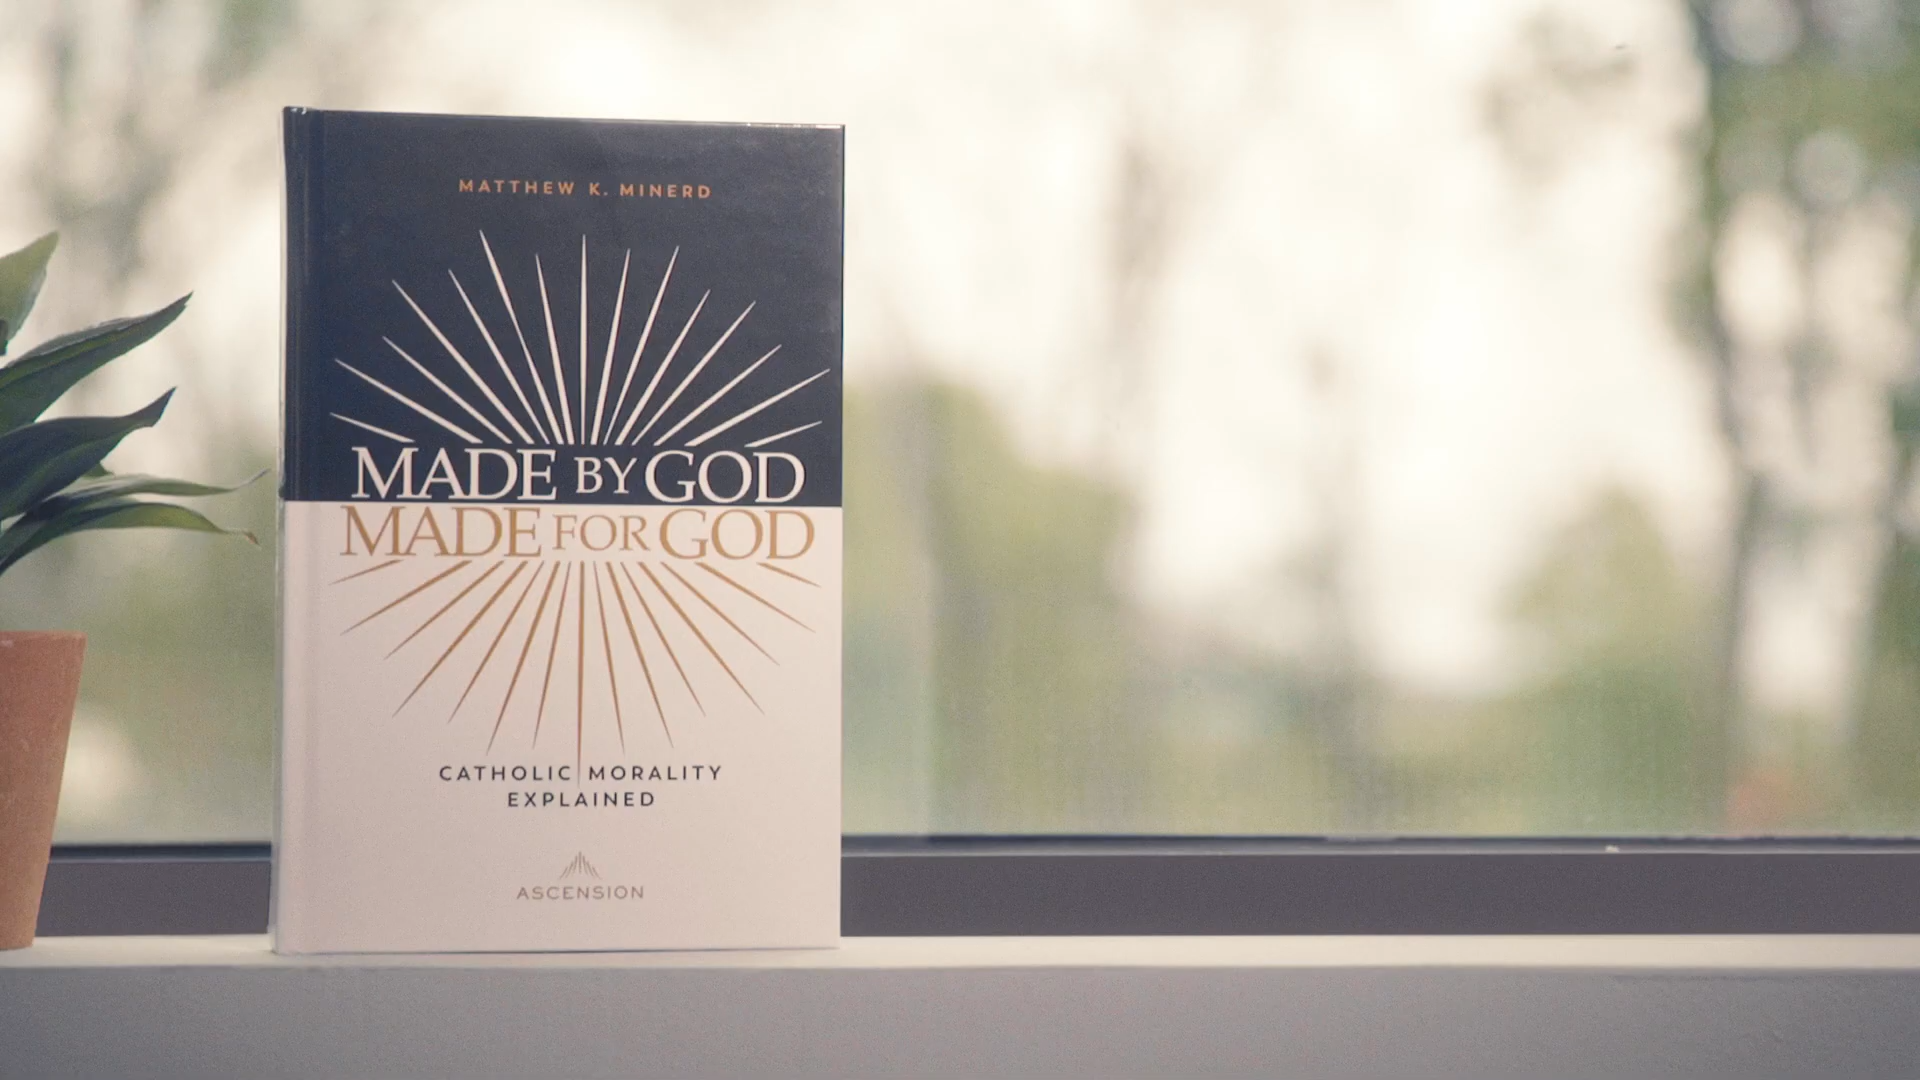 MATTHEW K. MINERD
MADE BY GOD
MADE FOR GOD
CATHOLIC MORALITY
EXPLAINED
ASCENSION